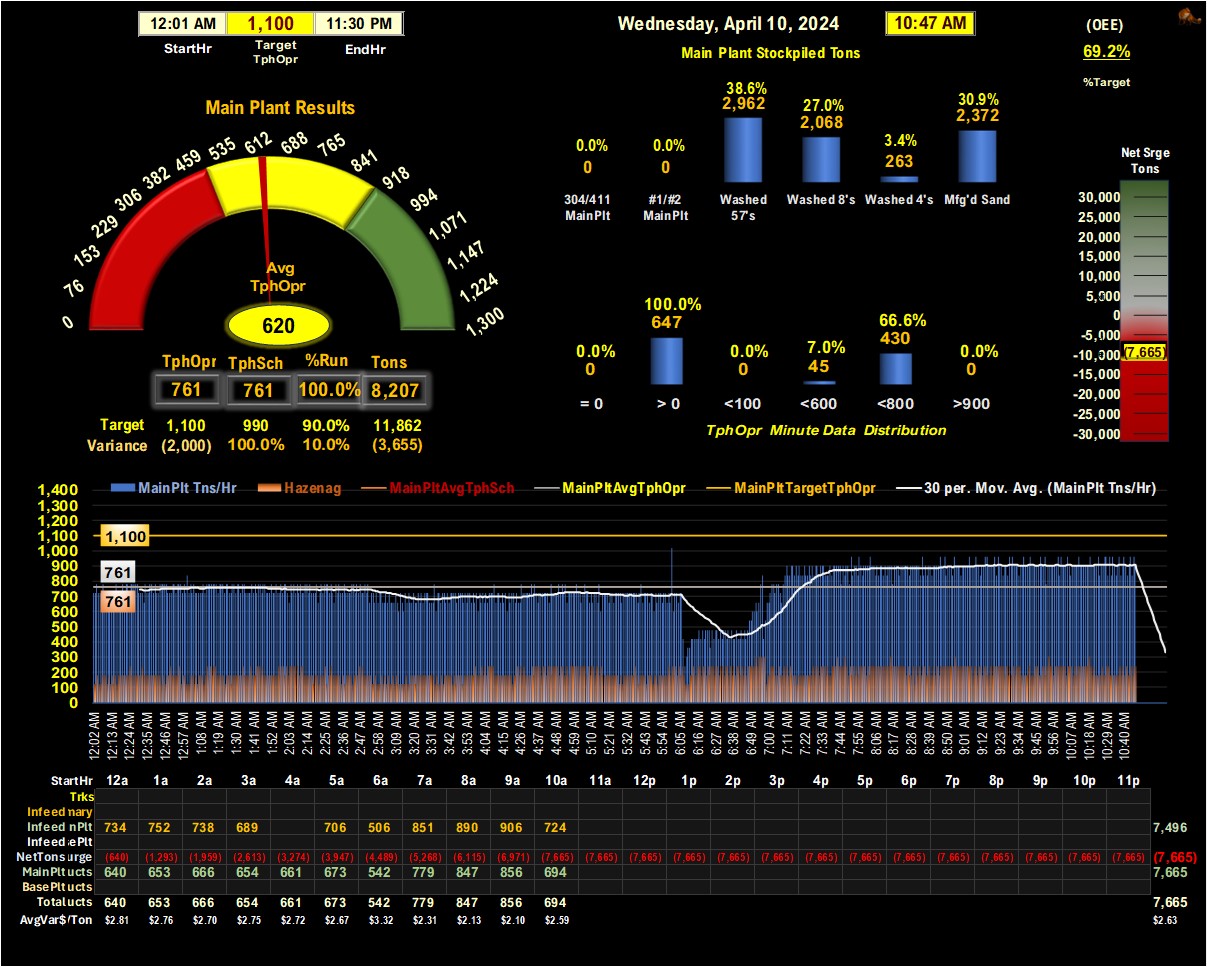 12:01 AM 1,100 11:30 PM
StartHr Target TphOpr EndHr
Wednesday, April 10, 2024 10:47 AM
(OEE)
69.2%
%Target
Main Plant Stockpiled Tons
38.6% 27.0% 30.9%
2,962 2,068 2,372
0.0% 0.0% 3.4%
0 0 263
304/411 MainPlt #1/#2 MainPlt Washed 57's Washed 8's Washed 4's Mfg'd Sand
Main Plant Results
0 76 153 229 306 382 459 535 612 688 765 841 918 994 1,071 1,147 1,224 1,300
Avg
TphOpr
620
TphOpr TphSch %Run Tons
761 761 100.0% 8,207
Target 1,100 990 90.0% 11,862
Variance (2,000) 100.0% 10.0% (3,655)
100.0% 66.6%
647 430
0.0% 0.0% 7.0% 0.0%
0 0 45 0
= 0 > 0 <100 <600 <800 >900
TphOpr Minute Data Distribution
Net Srge
Tons
30,000
25,000
20,000
15,000
10,000
5,000
0
-5,000
-10,000
(7,665)
-15,000
-20,000
-25,000
-30,000
MainPlt Tns/Hr Hazenag MainPltAvgTphSch MainPltAvgTphOpr MainPltTargetTphOpr 30 per. Mov. Avg. (MainPlt Tns/Hr)
1,400
1,300
1,200
1,100
1,000
900
800
700
600
500
400
300
200
100
0
1,100
761
761
12:02 AM 12:13 AM 12:24 AM 12:35 AM 12:46 AM 12:57 AM 1:08 AM 1:19 AM 1:30 AM 1:41 AM 1:52 AM 2:03 AM 2:14 AM 2:25 AM 2:36 AM 2:47 AM 2:58 AM 3:09 AM 3:20 AM 3:31 AM 3:42 AM 3:53 AM 4:04 AM 4:15 AM 4:26 AM 4:37 AM 4:48 AM 4:59 AM 5:10 AM 5:21 AM 5:32 AM 5:43 AM 5:54 AM 6:05 AM 6:16 AM 6:27 AM 6:38 AM 6:49 AM 7:00 AM 7:11 AM 7:22 AM 7:33 AM 7:44 AM 7:55 AM 8:06 AM 8:17 AM 8:28 AM 8:39 AM 8:50 AM 9:01 AM 9:12 AM 9:23 AM 9:34 AM 9:45 AM 9:56 AM 10:07 AM 10:18 AM 10:29 AM 10:40 AM
StartHr 12a 1a 2a 3a 4a 5a 6a 7a 8a 9a 10a 11a 12p 1p 2p 3p 4p 5p 6p 7p 8p 9p 10p 11p
Trks
Infeed mary
Infeed nPlt 734 752 738 689 706 506 851 890 906 724 7,496
Infeed ePlt
NetTons urge (640) (1,293) (1,959) (2,613) (3,274) (3,947) (4,489) (5,268) (6,115) (6,971) (7,665) (7,665) (7,665) (7,665) (7,665) (7,665) (7,665) (7,665) (7,665) (7,665) (7,665) (7,665) (7,665) (7,665) (7,665)
MainPlt ucts 640 653 666 654 661 673 542 779 847 856 694 7,665
BasePlt ucts
Total ucts 640 653 666 654 661 673 542 779 847 856 694 7,665
AvgVar$/Ton $2.81 $2.76 $2.70 $2.75 $2.72 $2.67 $3.32 $2.31 $2.13 $2.10 $2.59 $2.63